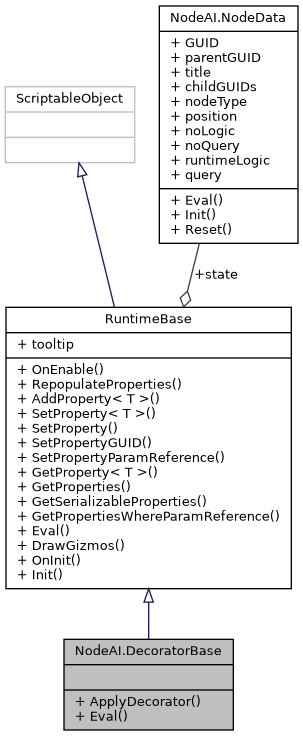 NodeAI.NodeData
+ GUID
+ parentGUID
+ title
+ childGUIDs
+ nodeType
+ position
+ noLogic
+ noQuery
+ runtimeLogic
+ query
+ Eval()
+ Init()
+ Reset()
ScriptableObject
+state
RuntimeBase
+ tooltip
+ OnEnable()
+ RepopulateProperties()
+ AddProperty< T >()
+ SetProperty< T >()
+ SetProperty()
+ SetPropertyGUID()
+ SetPropertyParamReference()
+ GetProperty< T >()
+ GetProperties()
+ GetSerializableProperties()
+ GetPropertiesWhereParamReference()
+ Eval()
+ DrawGizmos()
+ OnInit()
+ Init()
NodeAI.DecoratorBase
+ ApplyDecorator()
+ Eval()